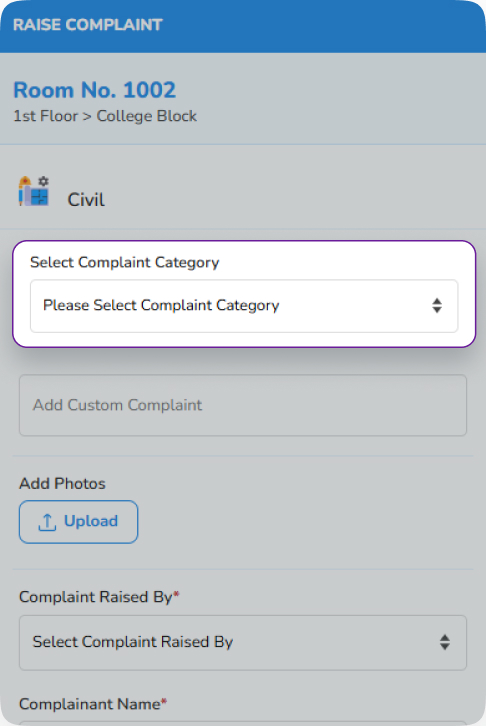 RAISE COMPLAINT
Room No. 1002
1st Floor > College Block
Civil
Select Complaint Category
Please Select Complaint Category
Add Custom Complaint
Add Photos
Upload
Complaint Raised By*
Select Complaint Raised By
Complainant Name*